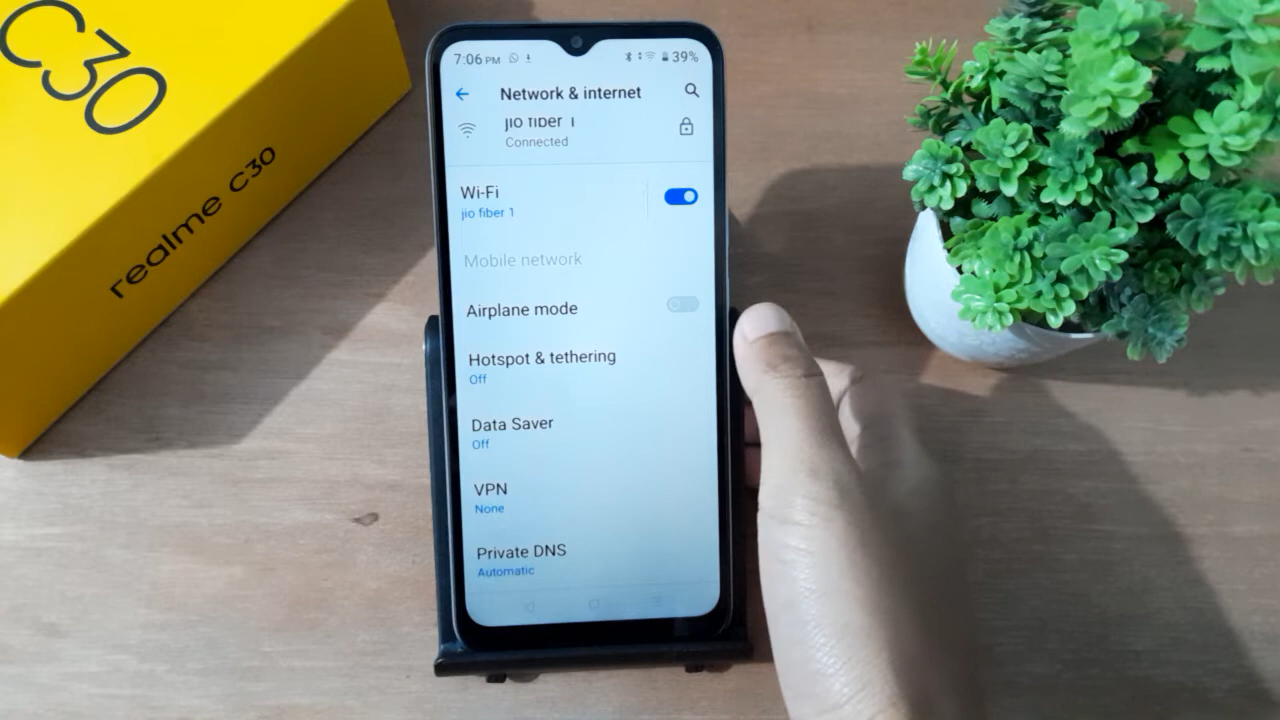 C30
realme C30
7:06 PM 39%
Network & internet
jio fiber 1
Connected
Wi-Fi
jio fiber 1
Mobile network
Airplane mode
Hotspot & tethering
Off
Data Saver
Off
VPN
None
Private DNS
Automatic